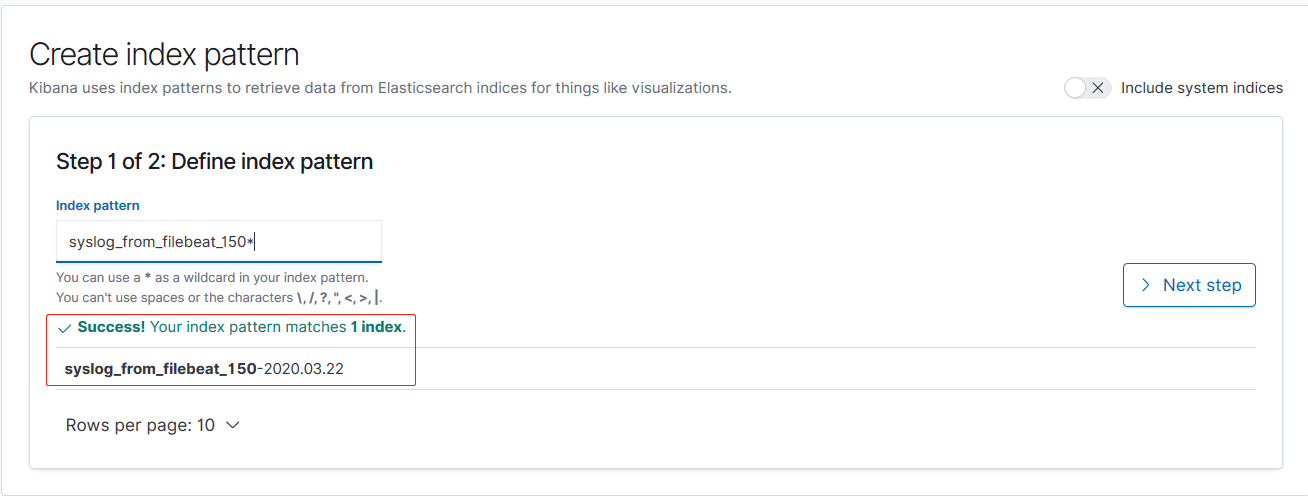 Create index pattern
Kibana uses index patterns to retrieve data from Elasticsearch indices for things like visualizations.
Include system indices
Step 1 of 2: Define index pattern
Index pattern
syslog_from_filebeat_150*
You can use a * as a wildcard in your index pattern.
You can't use spaces or the characters \, /, ?, ", <, >, |.
Next step
Success! Your index pattern matches 1 index.
syslog_from_filebeat_150-2020.03.22
Rows per page: 10